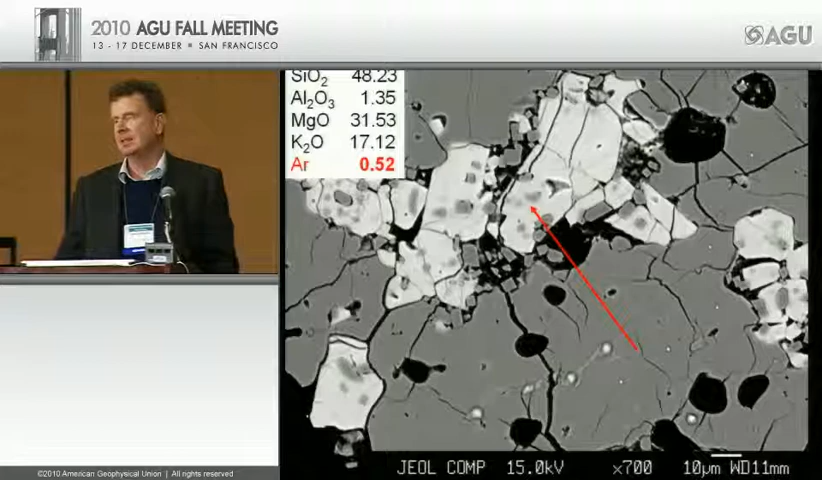 2010 AGU FALL MEETING
13 - 17 DECEMBER ■ SAN FRANCISCO
AGU
SiO₂ 48.23
Al₂O₃ 1.35
MgO 31.53
K₂O 17.12
Ar 0.52
JEOL COMP 15.0kV x700 10µm WD11mm
©2010 American Geophysical Union | All rights reserved